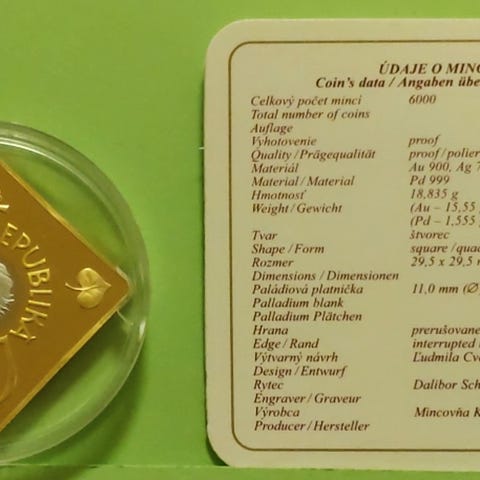 REPUBLIKA
ÚDAJE O MINC
Coin's data / Angaben übe
Celkový počet mincí 6000
Total number of coins
Auflage
Vyhotovenie proof
Quality / Prägequalität proof / polier
Materiál Au 900, Ag 7
Material / Material Pd 999
Hmotnosť 18,835 g
Weight / Gewicht (Au – 15,55
(Pd – 1,555
Tvar štvorec
Shape / Form square / quad
Rozmer 29,5 x 29,5
Dimensions / Dimensionen
Paládiová platnička 11,0 mm (Ø
Palladium blank
Palladium Plätchen
Hrana prerušované
Edge / Rand interrupted
Výtvarný návrh Ľudmila Cv
Design / Entwurf
Rytec Dalibor Sch
Engraver / Graveur
Výrobca Mincovňa K
Producer / Hersteller